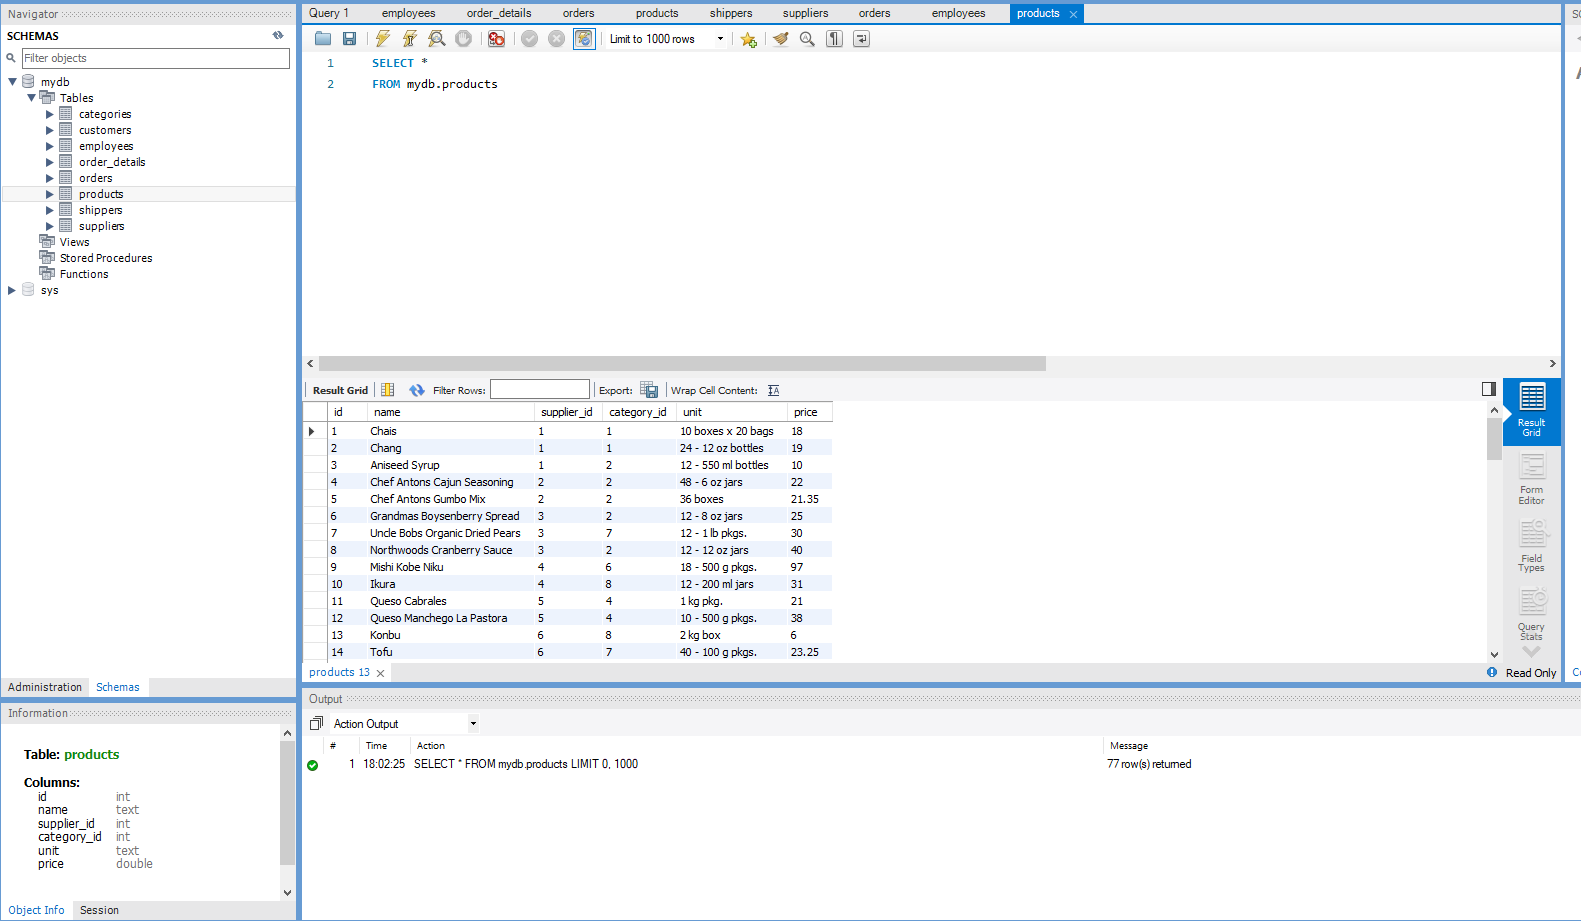 Navigator
SCHEMAS
Filter objects
mydb
Tables
categories
customers
employees
order_details
orders
products
shippers
suppliers
Views
Stored Procedures
Functions
sys
Administration Schemas
Information
Table: products
Columns:
id int
name text
supplier_id int
category_id int
unit text
price double
Object Info Session
Query 1 employees order_details orders products shippers suppliers orders employees products
Limit to 1000 rows
1 SELECT *
2 FROM mydb.products
Result Grid Filter Rows: Export: Wrap Cell Content:
id name supplier_id category_id unit price
1 Chais 1 1 10 boxes x 20 bags 18
2 Chang 1 1 24 - 12 oz bottles 19
3 Aniseed Syrup 1 2 12 - 550 ml bottles 10
4 Chef Antons Cajun Seasoning 2 2 48 - 6 oz jars 22
5 Chef Antons Gumbo Mix 2 2 36 boxes 21.35
6 Grandmas Boysenberry Spread 3 2 12 - 8 oz jars 25
7 Uncle Bobs Organic Dried Pears 3 7 12 - 1 lb pkgs. 30
8 Northwoods Cranberry Sauce 3 2 12 - 12 oz jars 40
9 Mishi Kobe Niku 4 6 18 - 500 g pkgs. 97
10 Ikura 4 8 12 - 200 ml jars 31
11 Queso Cabrales 5 4 1 kg pkg. 21
12 Queso Manchego La Pastora 5 4 10 - 500 g pkgs. 38
13 Konbu 6 8 2 kg box 6
14 Tofu 6 7 40 - 100 g pkgs. 23.25
Result
Grid
Form
Editor
Field
Types
Query
Stats
products 13
Read Only
Output
Action Output
# Time Action Message
1 18:02:25 SELECT * FROM mydb.products LIMIT 0, 1000 77 row(s) returned